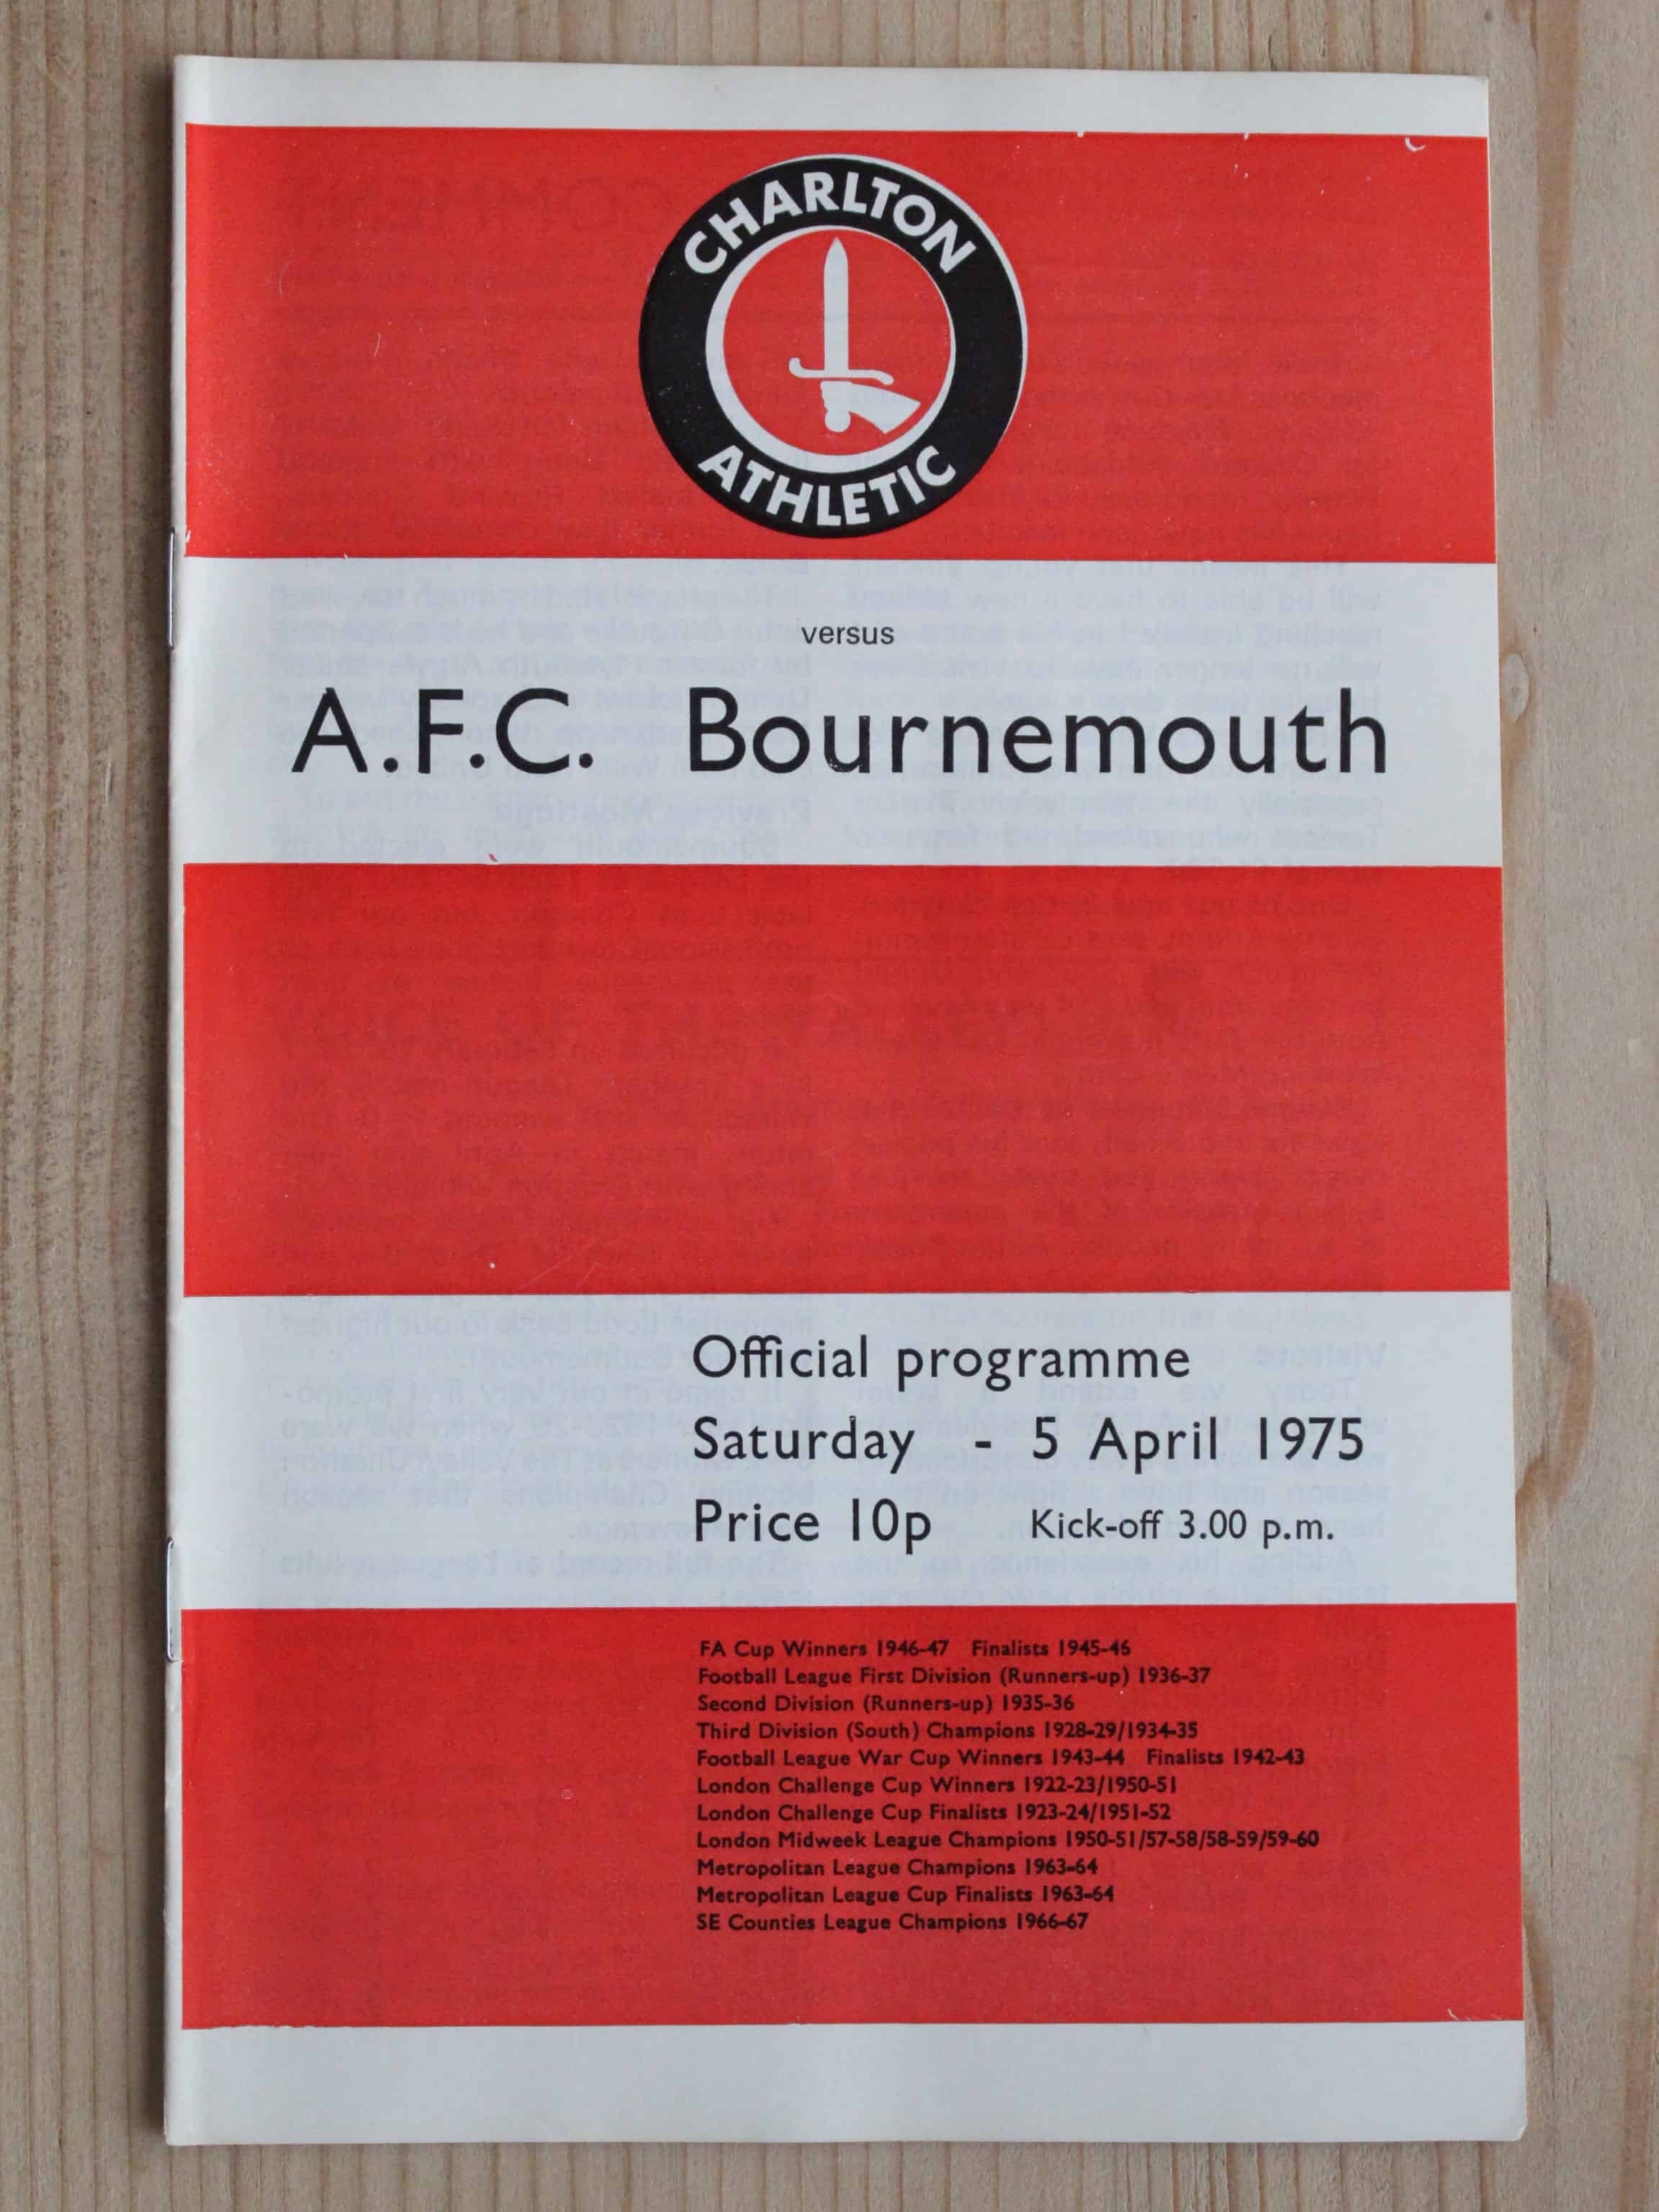 CHARLTON
ATHLETIC
versus
A.F.C. Bournemouth
Official programme
Saturday - 5 April 1975
Price 10p Kick-off 3.00 p.m.
FA Cup Winners 1946-47 Finalists 1945-46
Football League First Division (Runners-up) 1936-37
Second Division (Runners-up) 1935-36
Third Division (South) Champions 1928-29/1934-35
Football League War Cup Winners 1943-44 Finalists 1942-43
London Challenge Cup Winners 1922-23/1950-51
London Challenge Cup Finalists 1923-24/1951-52
London Midweek League Champions 1950-51/57-58/58-59/59-60
Metropolitan League Champions 1963-64
Metropolitan League Cup Finalists 1963-64
SE Counties League Champions 1966-67